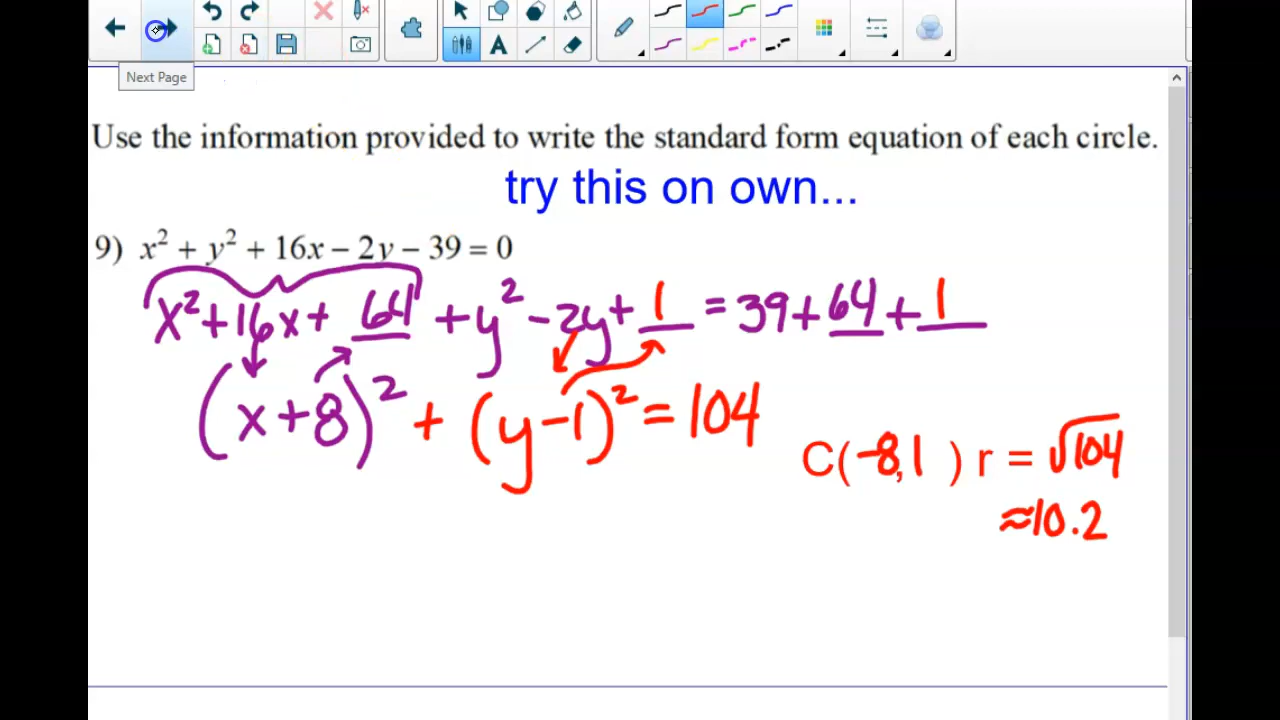 Next Page
Use the information provided to write the standard form equation of each circle.
try this on own...
9) x² + y² + 16x − 2y − 39 = 0
x² + 16x + 64 + y² − 2y + 1 = 39 + 64 + 1
(x + 8)² + (y − 1)² = 104
C(−8, 1 ) r = √104
≈10.2